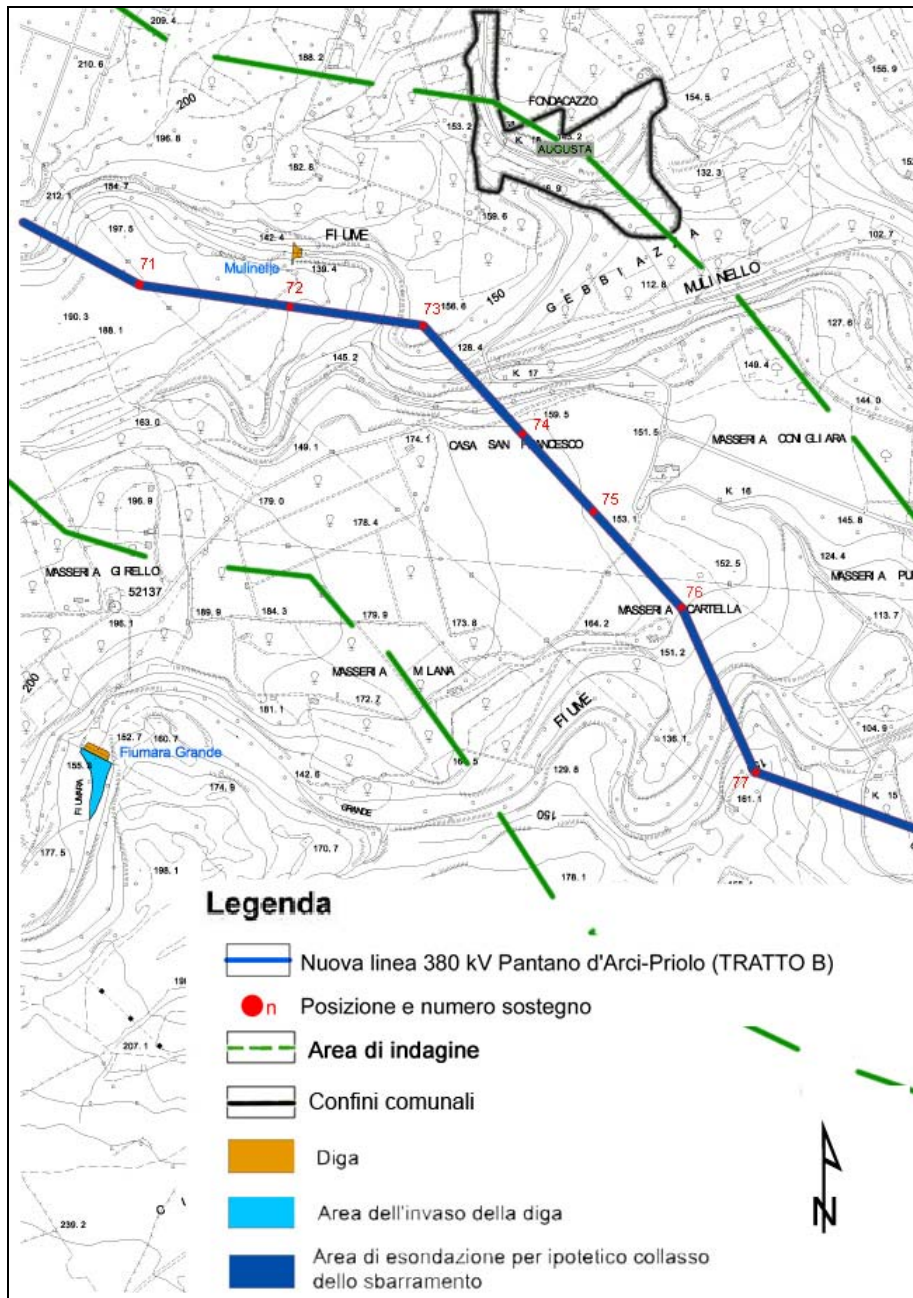 209. 4
188. 2
210. 6
200
155. 9
154. 5
FONDACAZZO
153. 2
K. 18
145. 2
AUGUSTA
196. 8
182. 8
132. 3
184. 7
212. 1
159. 6
197. 5
142. 4
FIUME
102. 7
GEBBIAZIA
Mulinello
139. 4
71
MULINELLO
112. 8
150
72
156. 6
73
190. 3
188. 1
127. 6
128. 4
145. 2
149. 4
K. 17
144. 0
159. 5
163. 0
74
174. 1
CASA SAN FRANCESCO
151. 5
MASSERIA CONIGLIARA
149. 1
196. 9
179. 0
K. 16
75
178. 4
153. 1
145. 8
124. 4
152. 5
MASSERIA GIRELLO
MASSERIA PU
52137
76
184. 3
189. 9
179. 9
MASSERIA CARTELLA
164. 2
113. 7
196. 1
173. 8
151. 2
MASSERIA MILANA
200
172. 7
181. 1
FIUME
104. 9
136. 1
152. 7
160. 7
Fiumara Grande
129. 8
142. 6
77
161. 1
174. 9
FIUMARA
GRANDE
K. 15
150
177. 5
170. 7
198. 1
178. 1
Legenda
Nuova linea 380 kV Pantano d'Arci-Priolo (TRATTO B)
n Posizione e numero sostegno
207. 1
Area di indagine
Confini comunali
Diga
239. 2
Area dell'invaso della diga
N
Area di esondazione per ipotetico collasso
dello sbarramento